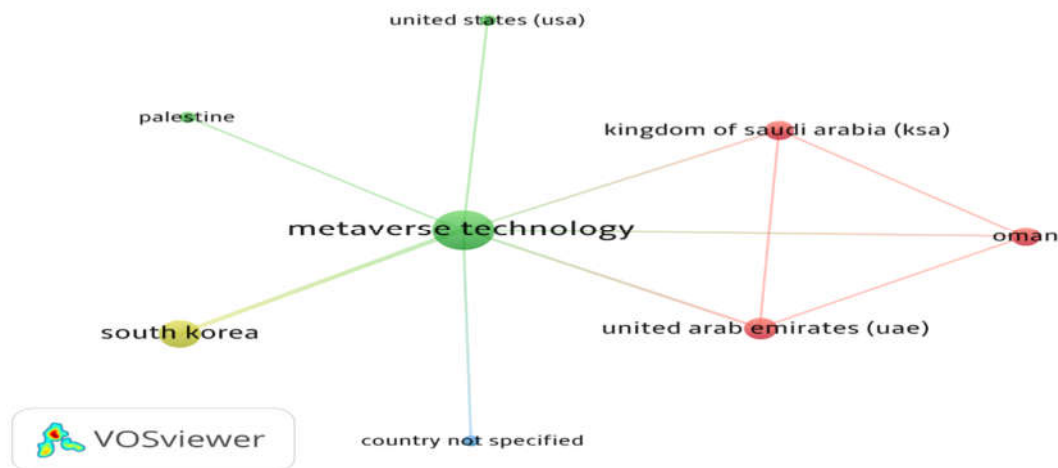 united states (usa)
palestine
kingdom of saudi arabia (ksa)
metaverse technology
oman
south korea
united arab emirates (uae)
country not specified
VOSviewer